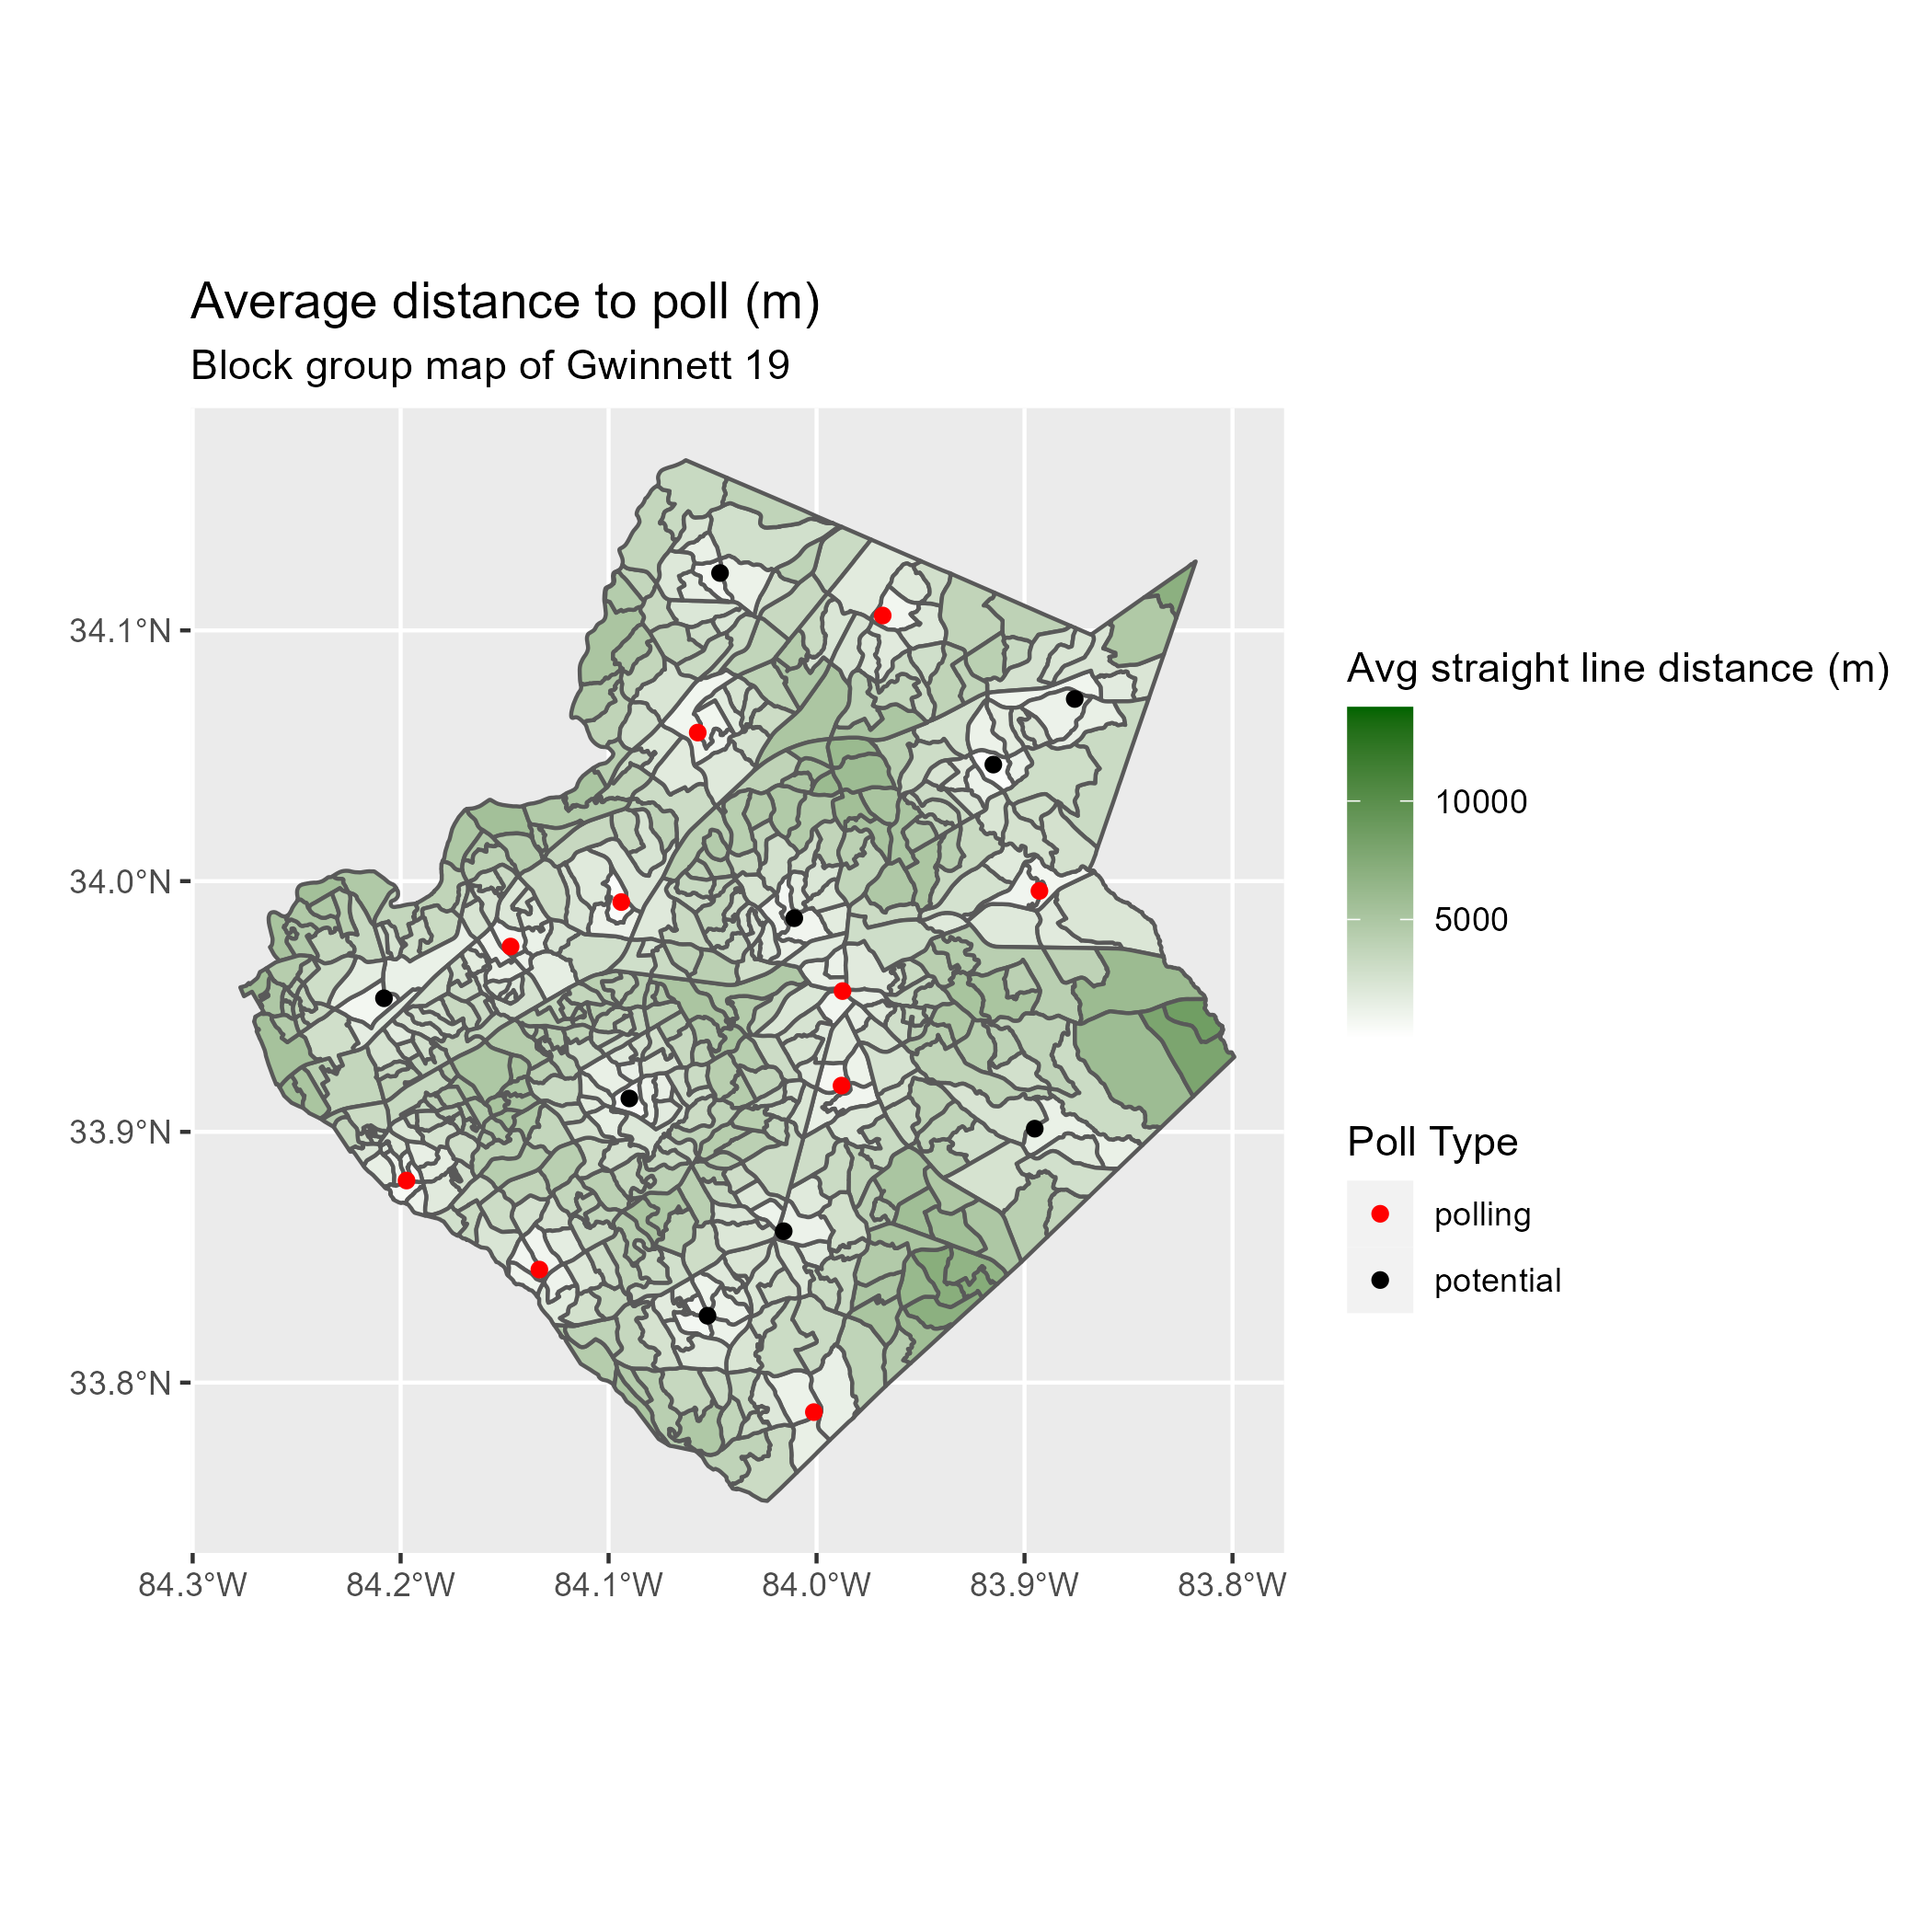 Average distance to poll (m)
Block group map of Gwinnett 19
34.1°N
34.0°N
33.9°N
33.8°N
84.3°W
84.2°W
84.1°W
84.0°W
83.9°W
83.8°W
Avg straight line distance (m)
10000
5000
Poll Type
polling
potential